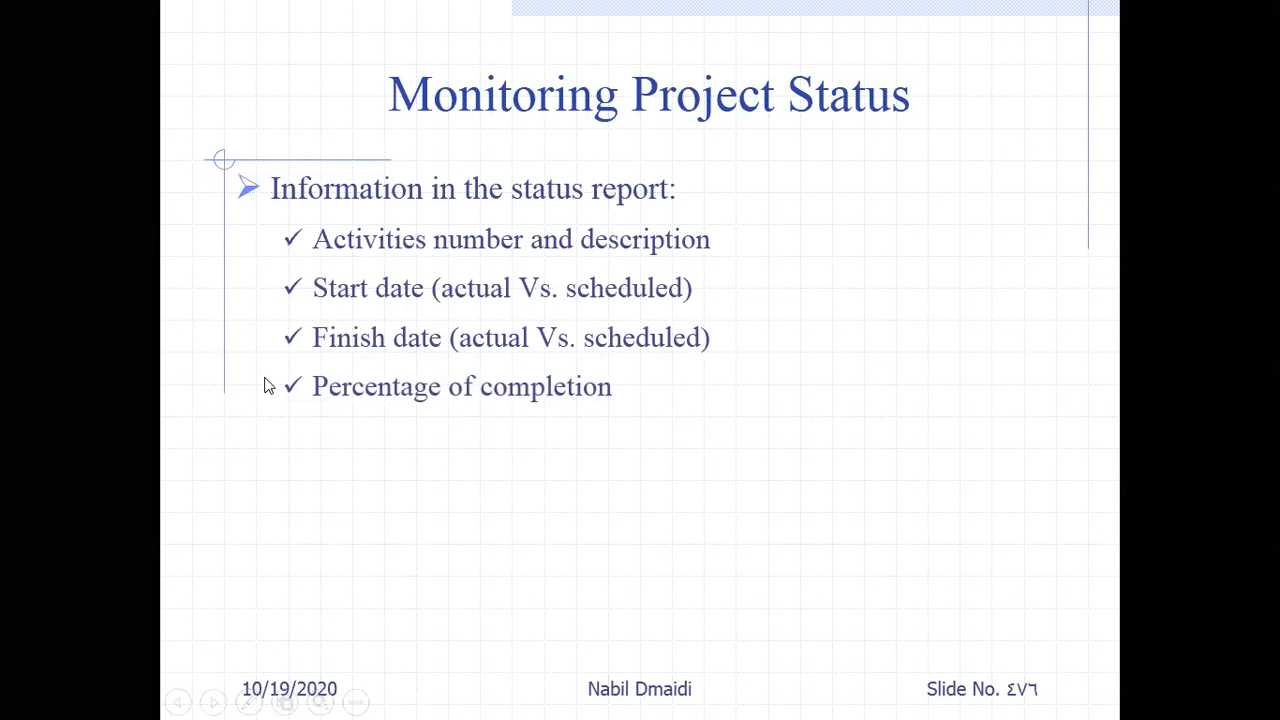 Monitoring Project Status
Information in the status report:
Activities number and description
Start date (actual Vs. scheduled)
Finish date (actual Vs. scheduled)
Percentage of completion
10/19/2020
Nabil Dmaidi
Slide No. ٤٧٦